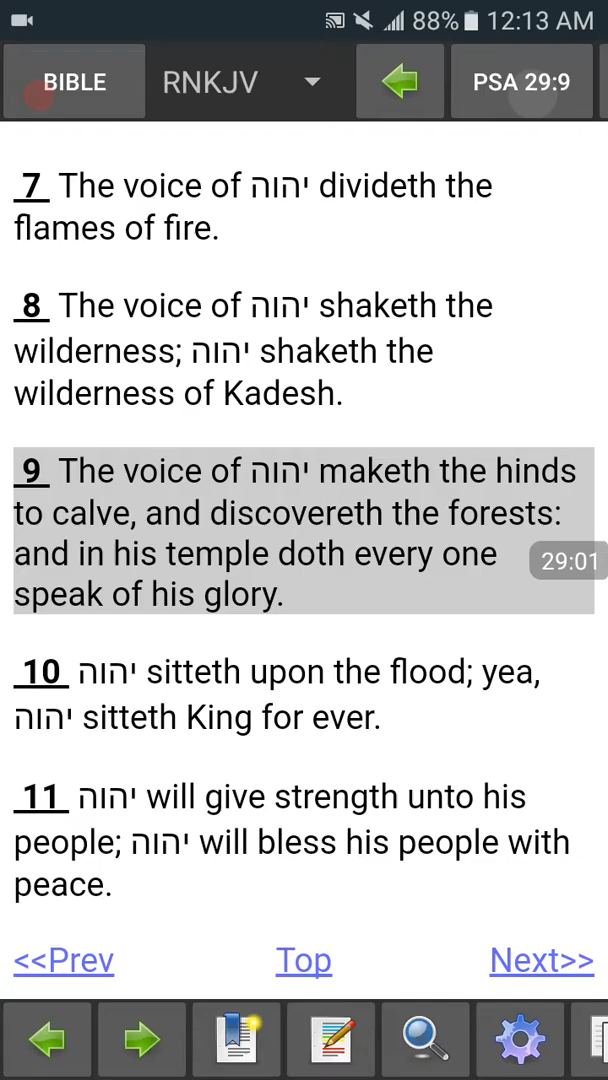 88% 12:13 AM
BIBLE RNKJV PSA 29:9
7 The voice of יהוה divideth the
flames of fire.
8 The voice of יהוה shaketh the
wilderness; יהוה shaketh the
wilderness of Kadesh.
9 The voice of יהוה maketh the hinds
to calve, and discovereth the forests:
and in his temple doth every one
29:01
speak of his glory.
10 יהוה sitteth upon the flood; yea,
יהוה sitteth King for ever.
11 יהוה will give strength unto his
people; יהוה will bless his people with
peace.
<<Prev Top Next>>